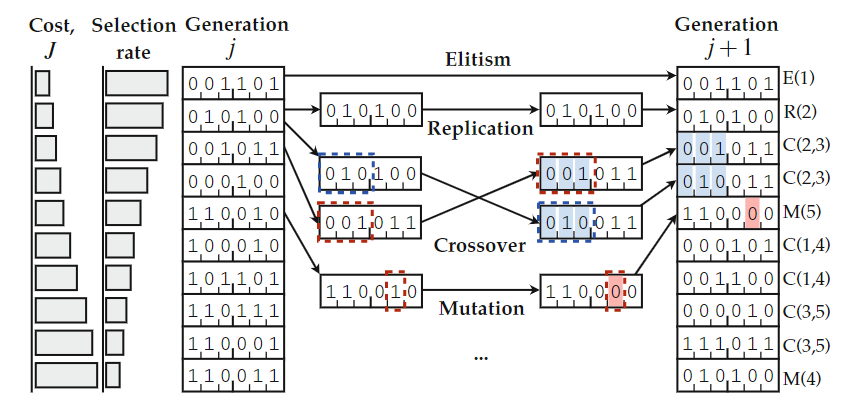 Cost, J
Selection rate
Generation j
Elitism
Generation j + 1
001101
010100
001011
000100
110010
100010
101101
110111
110001
110011
010100
010100
Replication
010100
001011
001011
010011
Crossover
110010
110000
Mutation
...
001101 E(1)
010100 R(2)
001011 C(2,3)
010011 C(2,3)
110000 M(5)
000101 C(1,4)
001100 C(1,4)
000010 C(3,5)
111011 C(3,5)
010100 M(4)